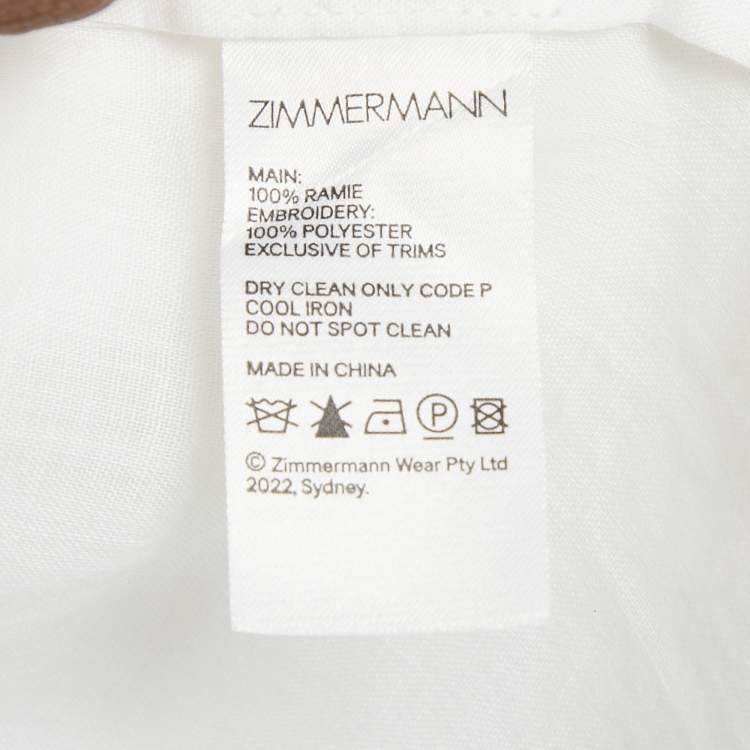 ZIMMERMANN
MAIN:
100% RAMIE
EMBROIDERY:
100% POLYESTER
EXCLUSIVE OF TRIMS
DRY CLEAN ONLY CODE P
COOL IRON
DO NOT SPOT CLEAN
MADE IN CHINA
P
© Zimmermann Wear Pty Ltd
2022, Sydney.